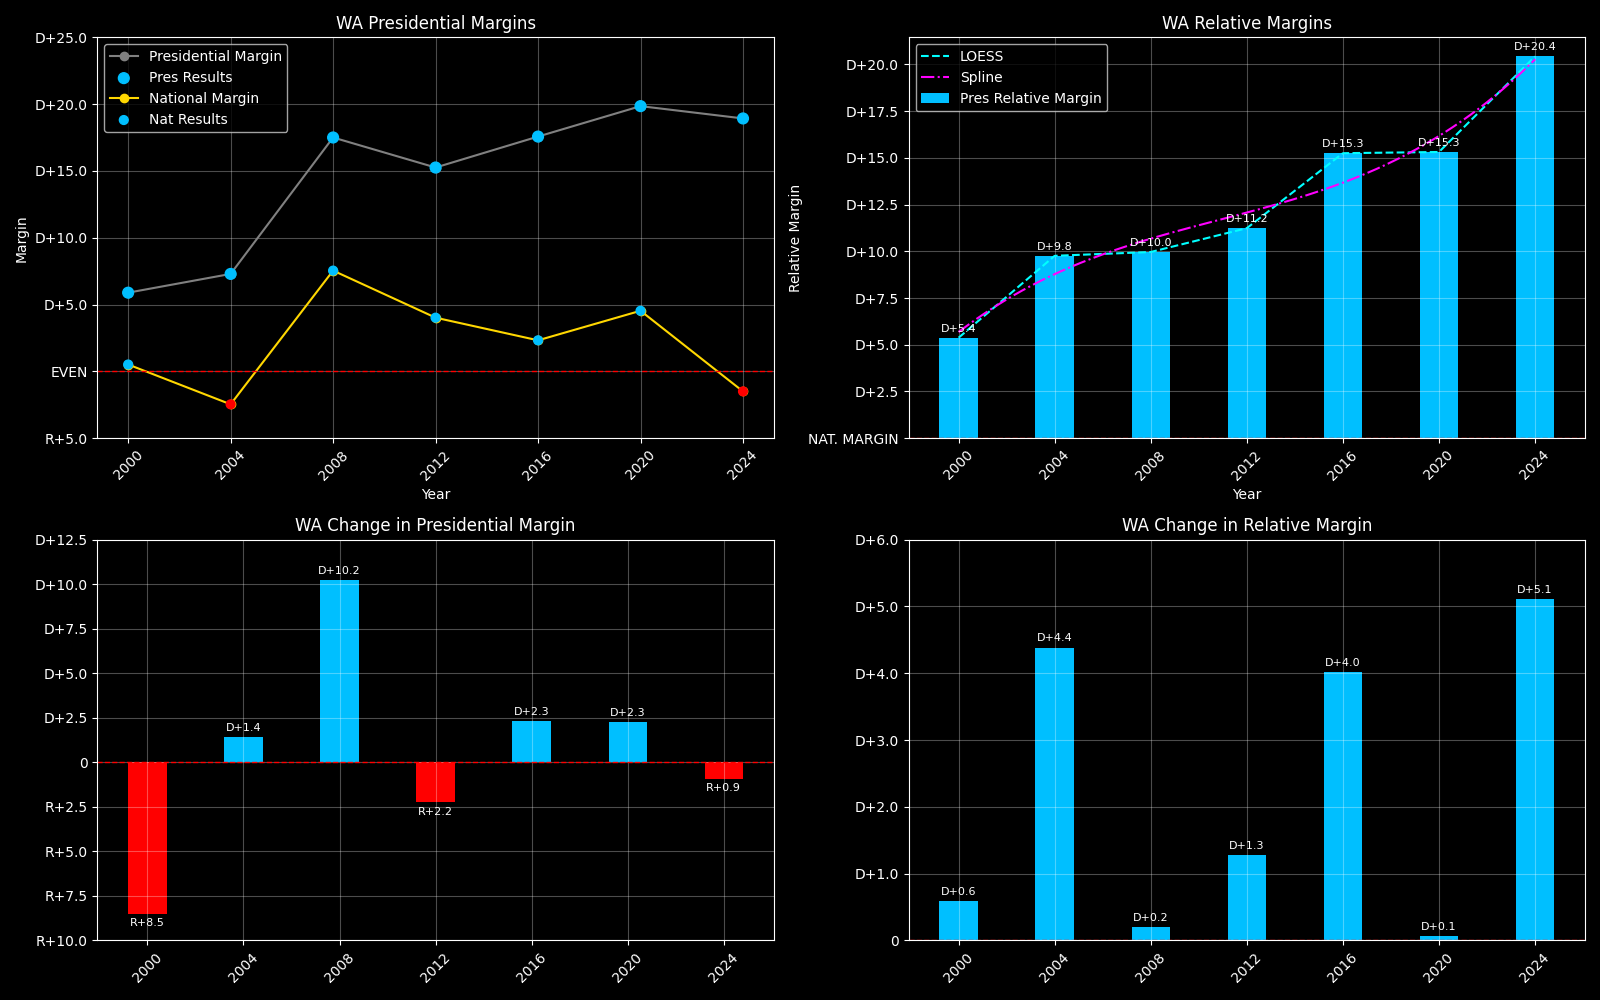 WA Presidential Margins
D+25.0
D+20.0
D+15.0
D+10.0
D+5.0
EVEN
R+5.0
Margin
Presidential Margin
Pres Results
National Margin
Nat Results
2000
2004
2008
2012
2016
2020
2024
Year
WA Relative Margins
D+20.0
D+17.5
D+15.0
D+12.5
D+10.0
D+7.5
D+5.0
D+2.5
NAT. MARGIN
Relative Margin
LOESS
Spline
Pres Relative Margin
D+5.4
D+9.8
D+10.0
D+11.2
D+15.3
D+15.3
D+20.4
2000
2004
2008
2012
2016
2020
2024
Year
WA Change in Presidential Margin
D+12.5
D+10.0
D+7.5
D+5.0
D+2.5
0
R+2.5
R+5.0
R+7.5
R+10.0
R+8.5
D+1.4
D+10.2
R+2.2
D+2.3
D+2.3
R+0.9
2000
2004
2008
2012
2016
2020
2024
WA Change in Relative Margin
D+6.0
D+5.0
D+4.0
D+3.0
D+2.0
D+1.0
0
D+0.6
D+4.4
D+0.2
D+1.3
D+4.0
D+0.1
D+5.1
2000
2004
2008
2012
2016
2020
2024